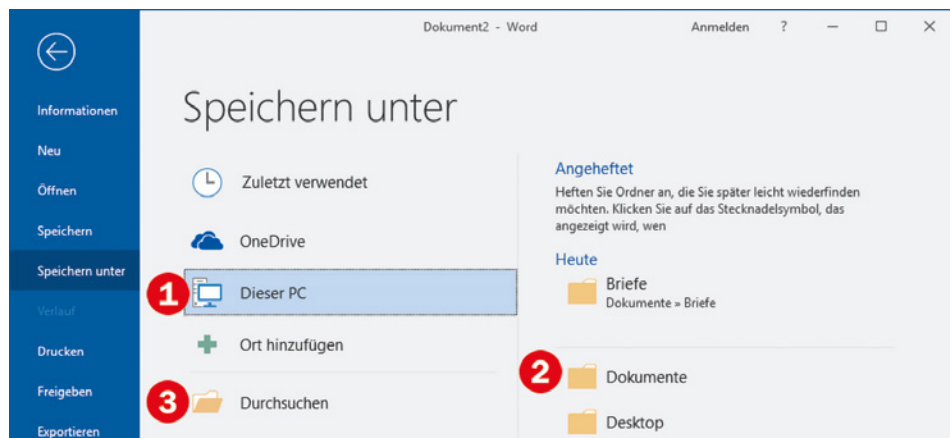 Dokument2 - Word
Anmelden ?
Informationen
Neu
Öffnen
Speichern
Speichern unter
Verlauf
Drucken
Freigeben
Exportieren
Speichern unter
Zuletzt verwendet
OneDrive
1 Dieser PC
Ort hinzufügen
3 Durchsuchen
Angeheftet
Heften Sie Ordner an, die Sie später leicht wiederfinden
möchten. Klicken Sie auf das Stecknadelsymbol, das
angezeigt wird, wen
Heute
Briefe
Dokumente » Briefe
2 Dokumente
Desktop